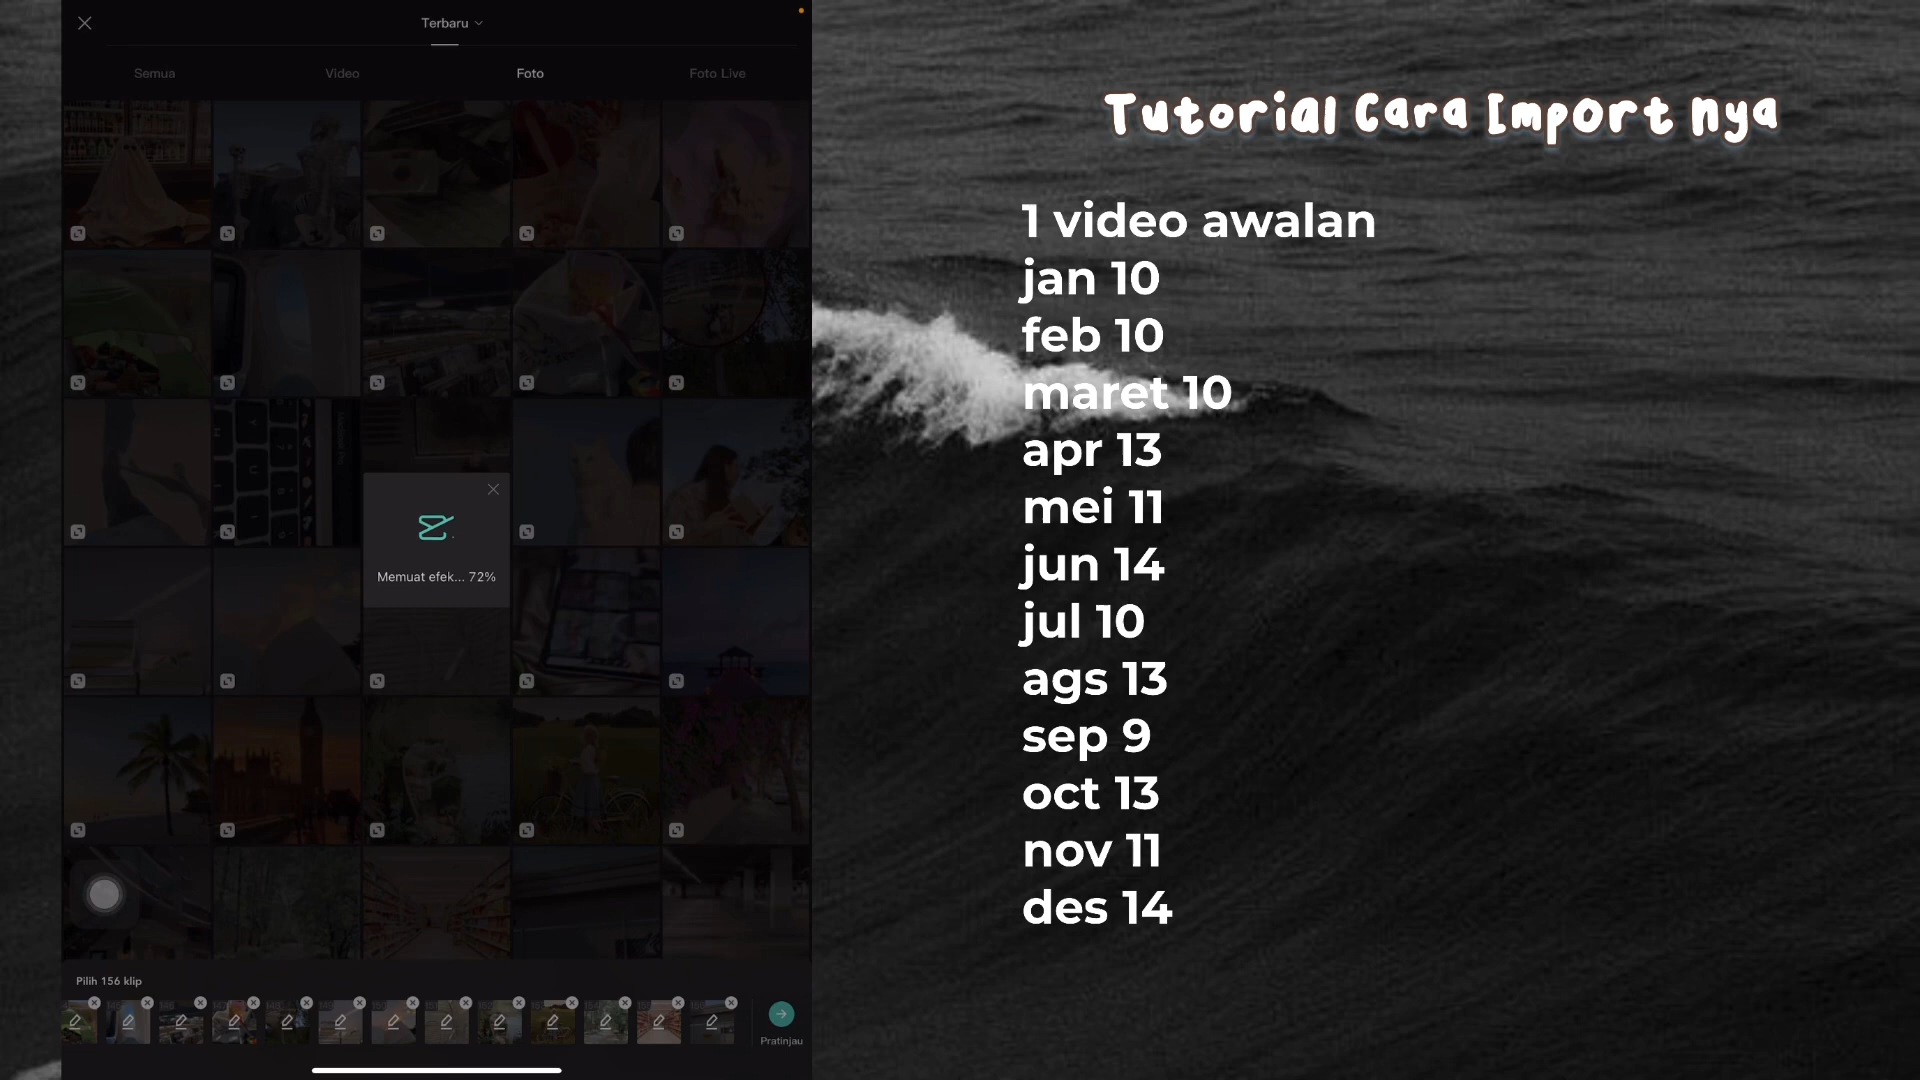 Terbaru
Semua
Video
Foto
Foto Live
Memuat efek... 72%
Pilih 156 klip
Pratinjau
Tutorial Cara Import nya
1 video awalan
jan 10
feb 10
maret 10
apr 13
mei 11
jun 14
jul 10
ags 13
sep 9
oct 13
nov 11
des 14